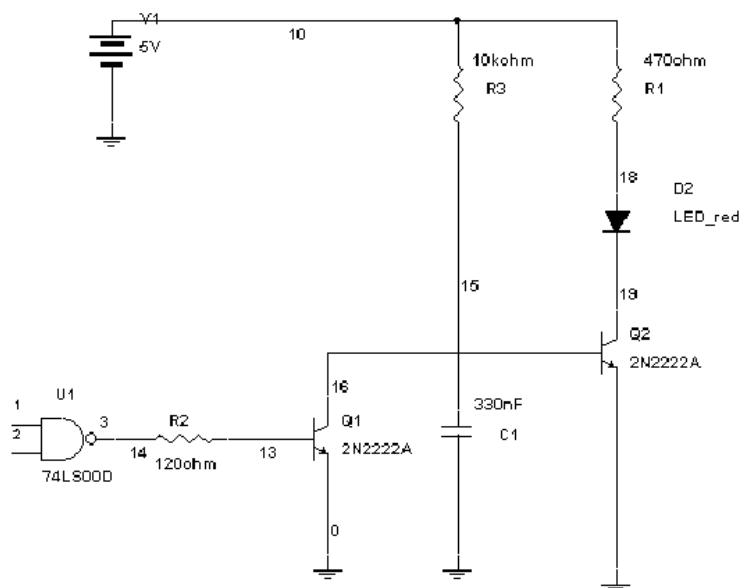 V1
5V
10
10kohm
R3
470ohm
R1
18
D2
LED_red
15
19
Q2
2N2222A
16
U1
1
2
3
R2
14
120ohm
13
74LS00D
Q1
2N2222A
330nF
C1
0